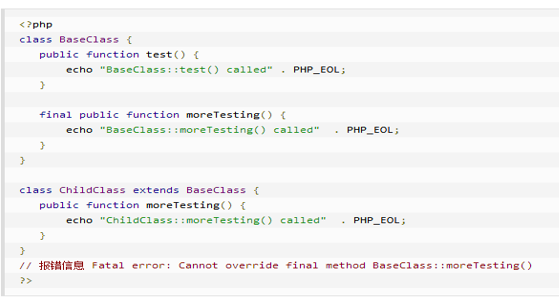 <?php
class BaseClass {
public function test() {
echo "BaseClass::test() called" . PHP_EOL;
}
final public function moreTesting() {
echo "BaseClass::moreTesting() called" . PHP_EOL;
}
}
class ChildClass extends BaseClass {
public function moreTesting() {
echo "ChildClass::moreTesting() called" . PHP_EOL;
}
}
// 报错信息 Fatal error: Cannot override final method BaseClass::moreTesting()
?>